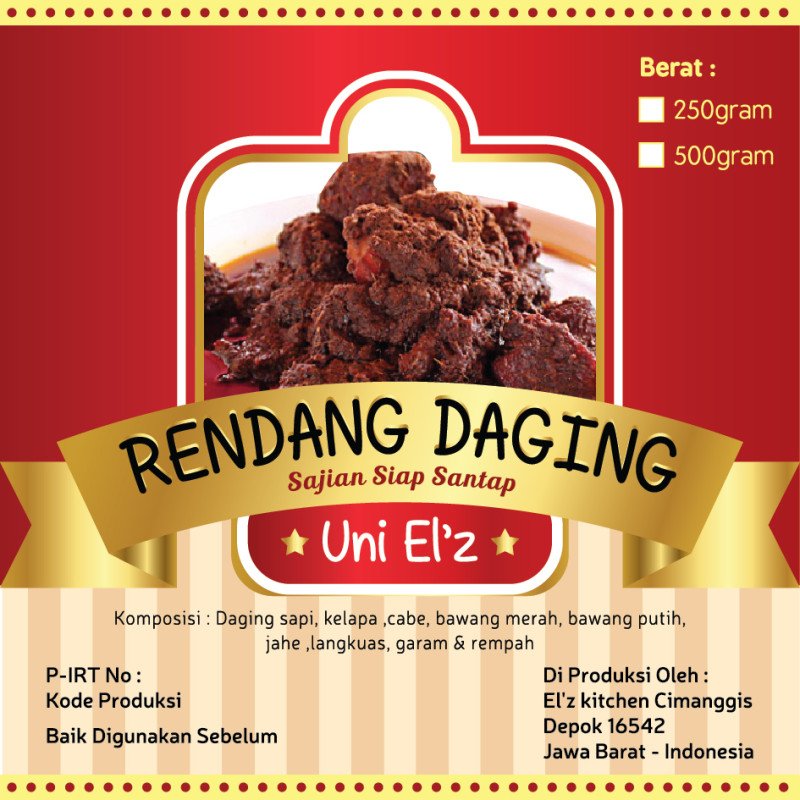 Berat :
250gram
500gram
RENDANG DAGING
Sajian Siap Santap
Uni El'z
Komposisi : Daging sapi, kelapa ,cabe, bawang merah, bawang putih,
jahe ,langkuas, garam & rempah
P-IRT No :
Kode Produksi
Baik Digunakan Sebelum
Di Produksi Oleh :
El'z kitchen Cimanggis
Depok 16542
Jawa Barat - Indonesia